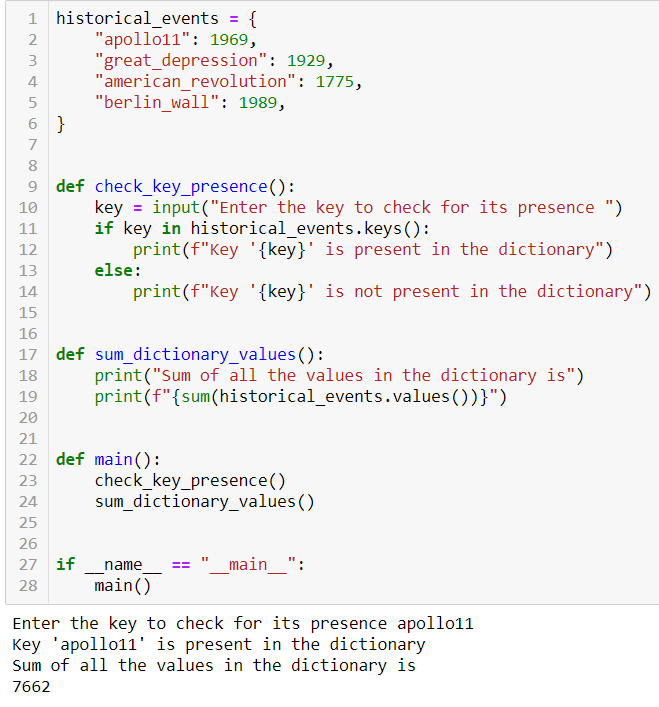 1 historical_events = {
2     "apollo11": 1969,
3     "great_depression": 1929,
4     "american_revolution": 1775,
5     "berlin_wall": 1989,
6 }
7
8
9 def check_key_presence():
10     key = input("Enter the key to check for its presence ")
11     if key in historical_events.keys():
12         print(f"Key '{key}' is present in the dictionary")
13     else:
14         print(f"Key '{key}' is not present in the dictionary")
15
16
17 def sum_dictionary_values():
18     print("Sum of all the values in the dictionary is")
19     print(f"{sum(historical_events.values())}")
20
21
22 def main():
23     check_key_presence()
24     sum_dictionary_values()
25
26
27 if __name__ == "__main__":
28     main()
Enter the key to check for its presence apollo11
Key 'apollo11' is present in the dictionary
Sum of all the values in the dictionary is
7662